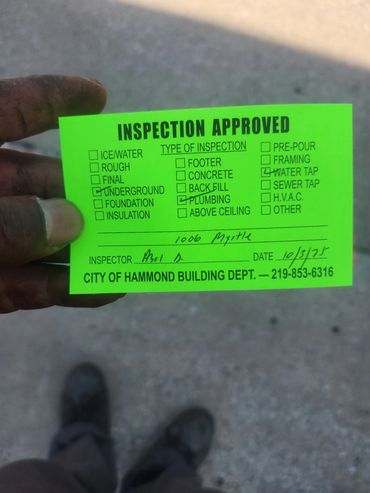 INSPECTION APPROVED
TYPE OF INSPECTION
ICE/WATER
ROUGH
FINAL
UNDERGROUND
FOUNDATION
INSULATION
FOOTER
CONCRETE
BACK FILL
PLUMBING
ABOVE CEILING
PRE-POUR
FRAMING
WATER TAP
SEWER TAP
H.V.A.C.
OTHER
1006 Myrtle
INSPECTOR D. DATE
CITY OF HAMMOND BUILDING DEPT. — 219-853-6316